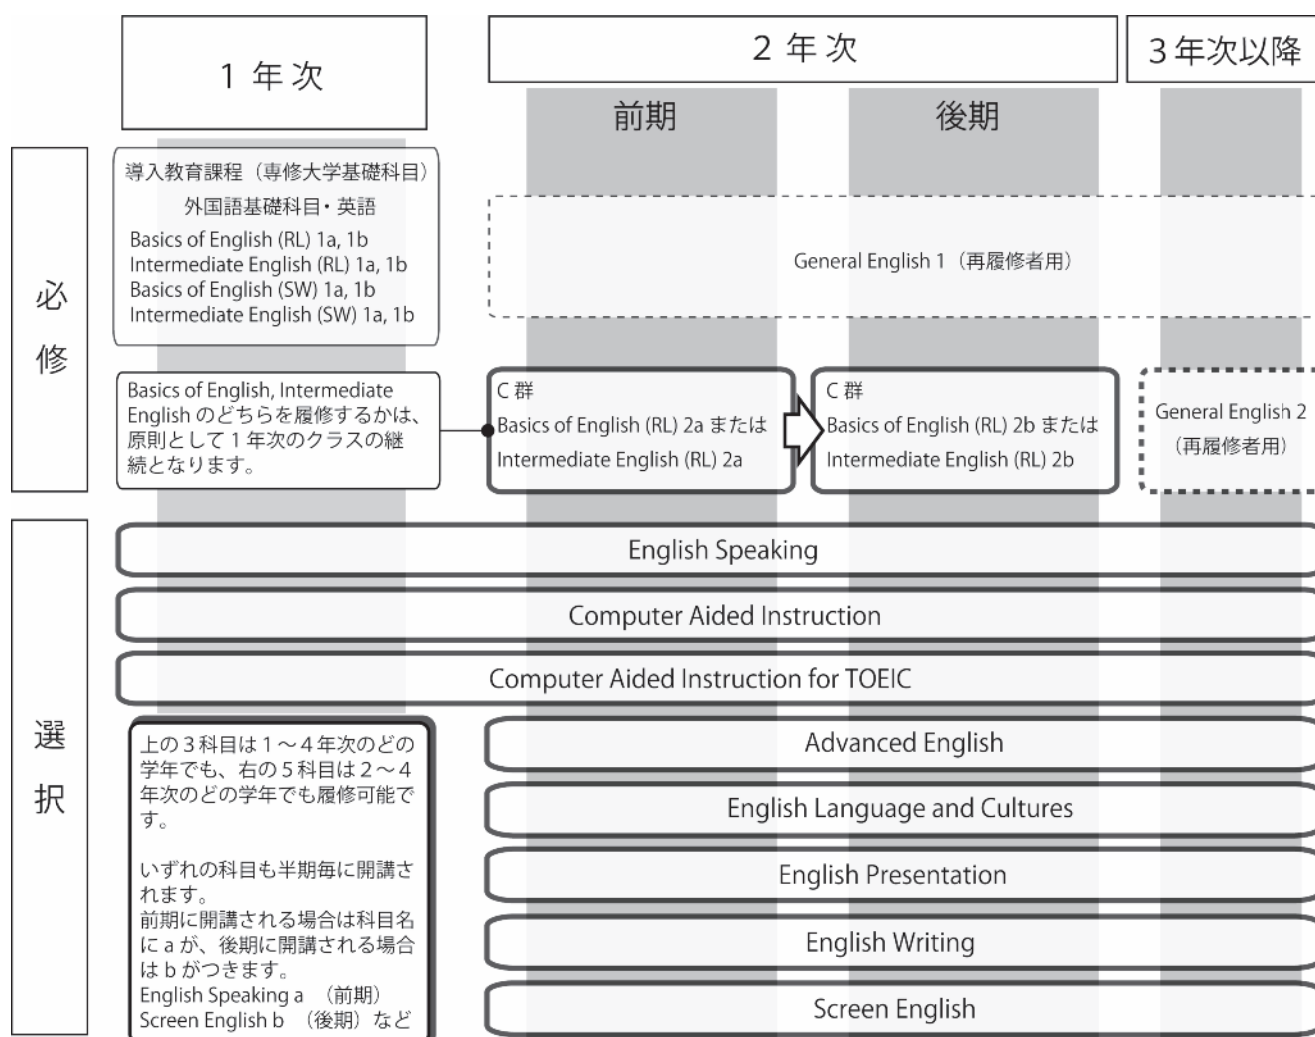 1 年 次
2 年 次
3 年次以降
前期
後期
必
修
導入教育課程（専修大学基礎科目）
外国語基礎科目・英語
Basics of English (RL) 1a, 1b
Intermediate English (RL) 1a, 1b
Basics of English (SW) 1a, 1b
Intermediate English (SW) 1a, 1b
General English 1（再履修者用）
Basics of English, Intermediate
English のどちらを履修するかは、
原則として 1 年次のクラスの継
続となります。
C 群
Basics of English (RL) 2a または
Intermediate English (RL) 2a
C 群
Basics of English (RL) 2b または
Intermediate English (RL) 2b
General English 2
（再履修者用）
選
択
English Speaking
Computer Aided Instruction
Computer Aided Instruction for TOEIC
上の 3 科目は 1 ～ 4 年次のどの
学年でも、右の 5 科目は 2 ～ 4
年次のどの学年でも履修可能で
す。
いずれの科目も半期毎に開講さ
れます。
前期に開講される場合は科目名
に a が、後期に開講される場合
は b がつきます。
English Speaking a （前期）
Screen English b （後期）など
Advanced English
English Language and Cultures
English Presentation
English Writing
Screen English